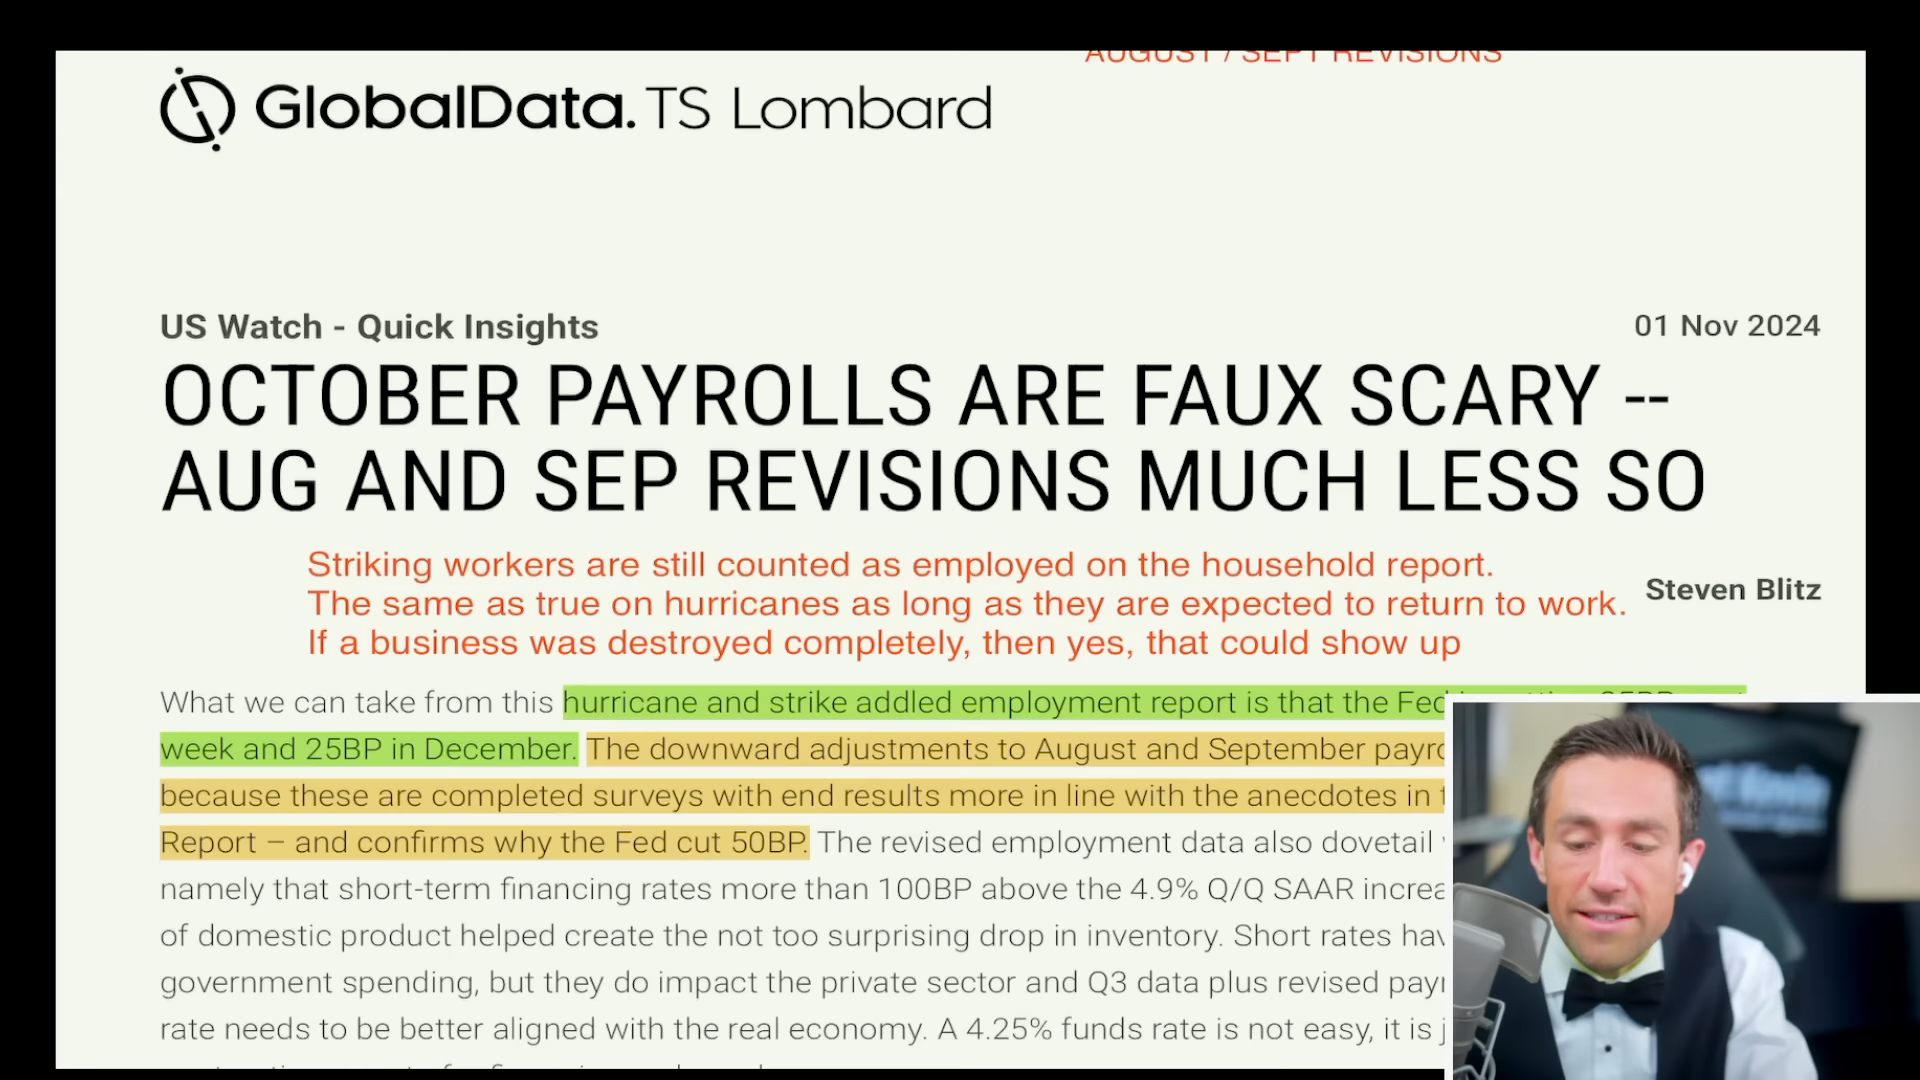 AUGUST / SEPT REVISIONS
GlobalData. TS Lombard
US Watch - Quick Insights
01 Nov 2024
OCTOBER PAYROLLS ARE FAUX SCARY --
AUG AND SEP REVISIONS MUCH LESS SO
Striking workers are still counted as employed on the household report.
The same as true on hurricanes as long as they are expected to return to work.
If a business was destroyed completely, then yes, that could show up
Steven Blitz
What we can take from this hurricane and strike addled employment report is that the Fed
week and 25BP in December. The downward adjustments to August and September
because these are completed surveys with end results more in line with the anecdotes in
Report – and confirms why the Fed cut 50BP. The revised employment data also dovetail
namely that short-term financing rates more than 100BP above the 4.9% Q/Q SAAR
of domestic product helped create the not too surprising drop in inventory. Short rates
government spending, but they do impact the private sector and Q3 data plus revised
rate needs to be better aligned with the real economy. A 4.25% funds rate is not easy, it is